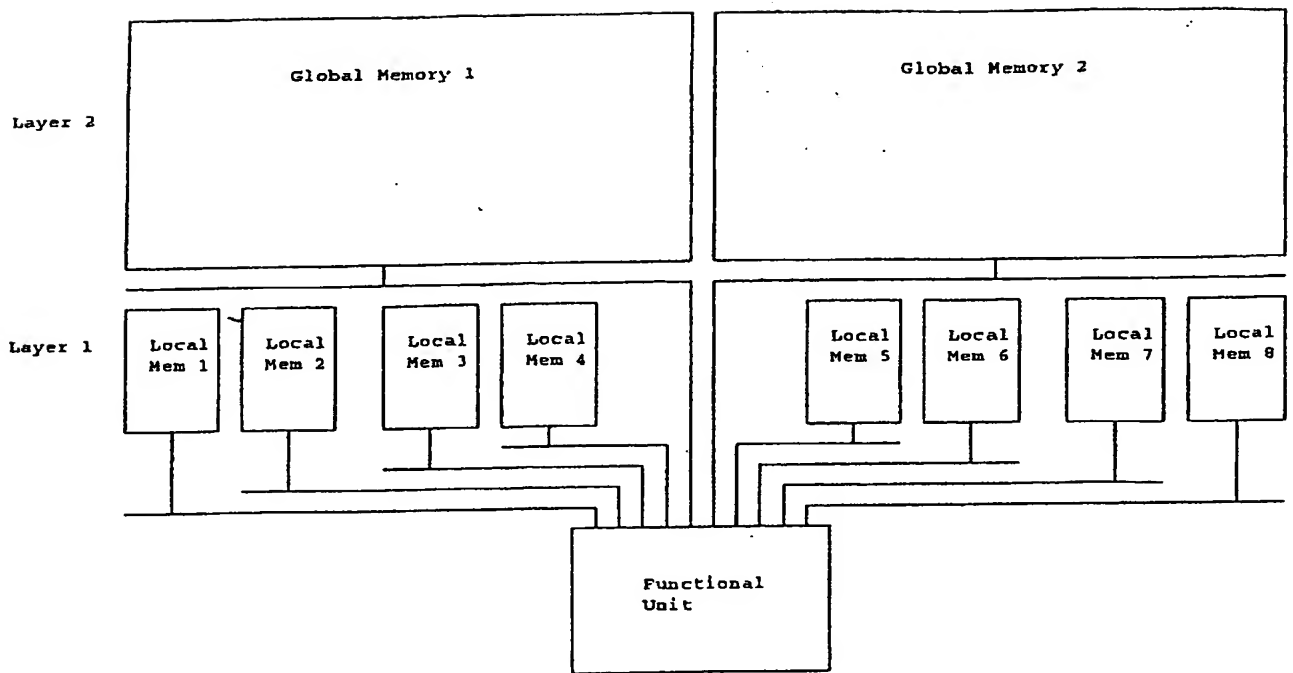 Global Memory 1
Global Memory 2
Layer 2
Layer 1
Local
Mem 1
Local
Mem 2
Local
Mem 3
Local
Mem 4
Local
Mem 5
Local
Mem 6
Local
Mem 7
Local
Mem 8
Functional
Unit